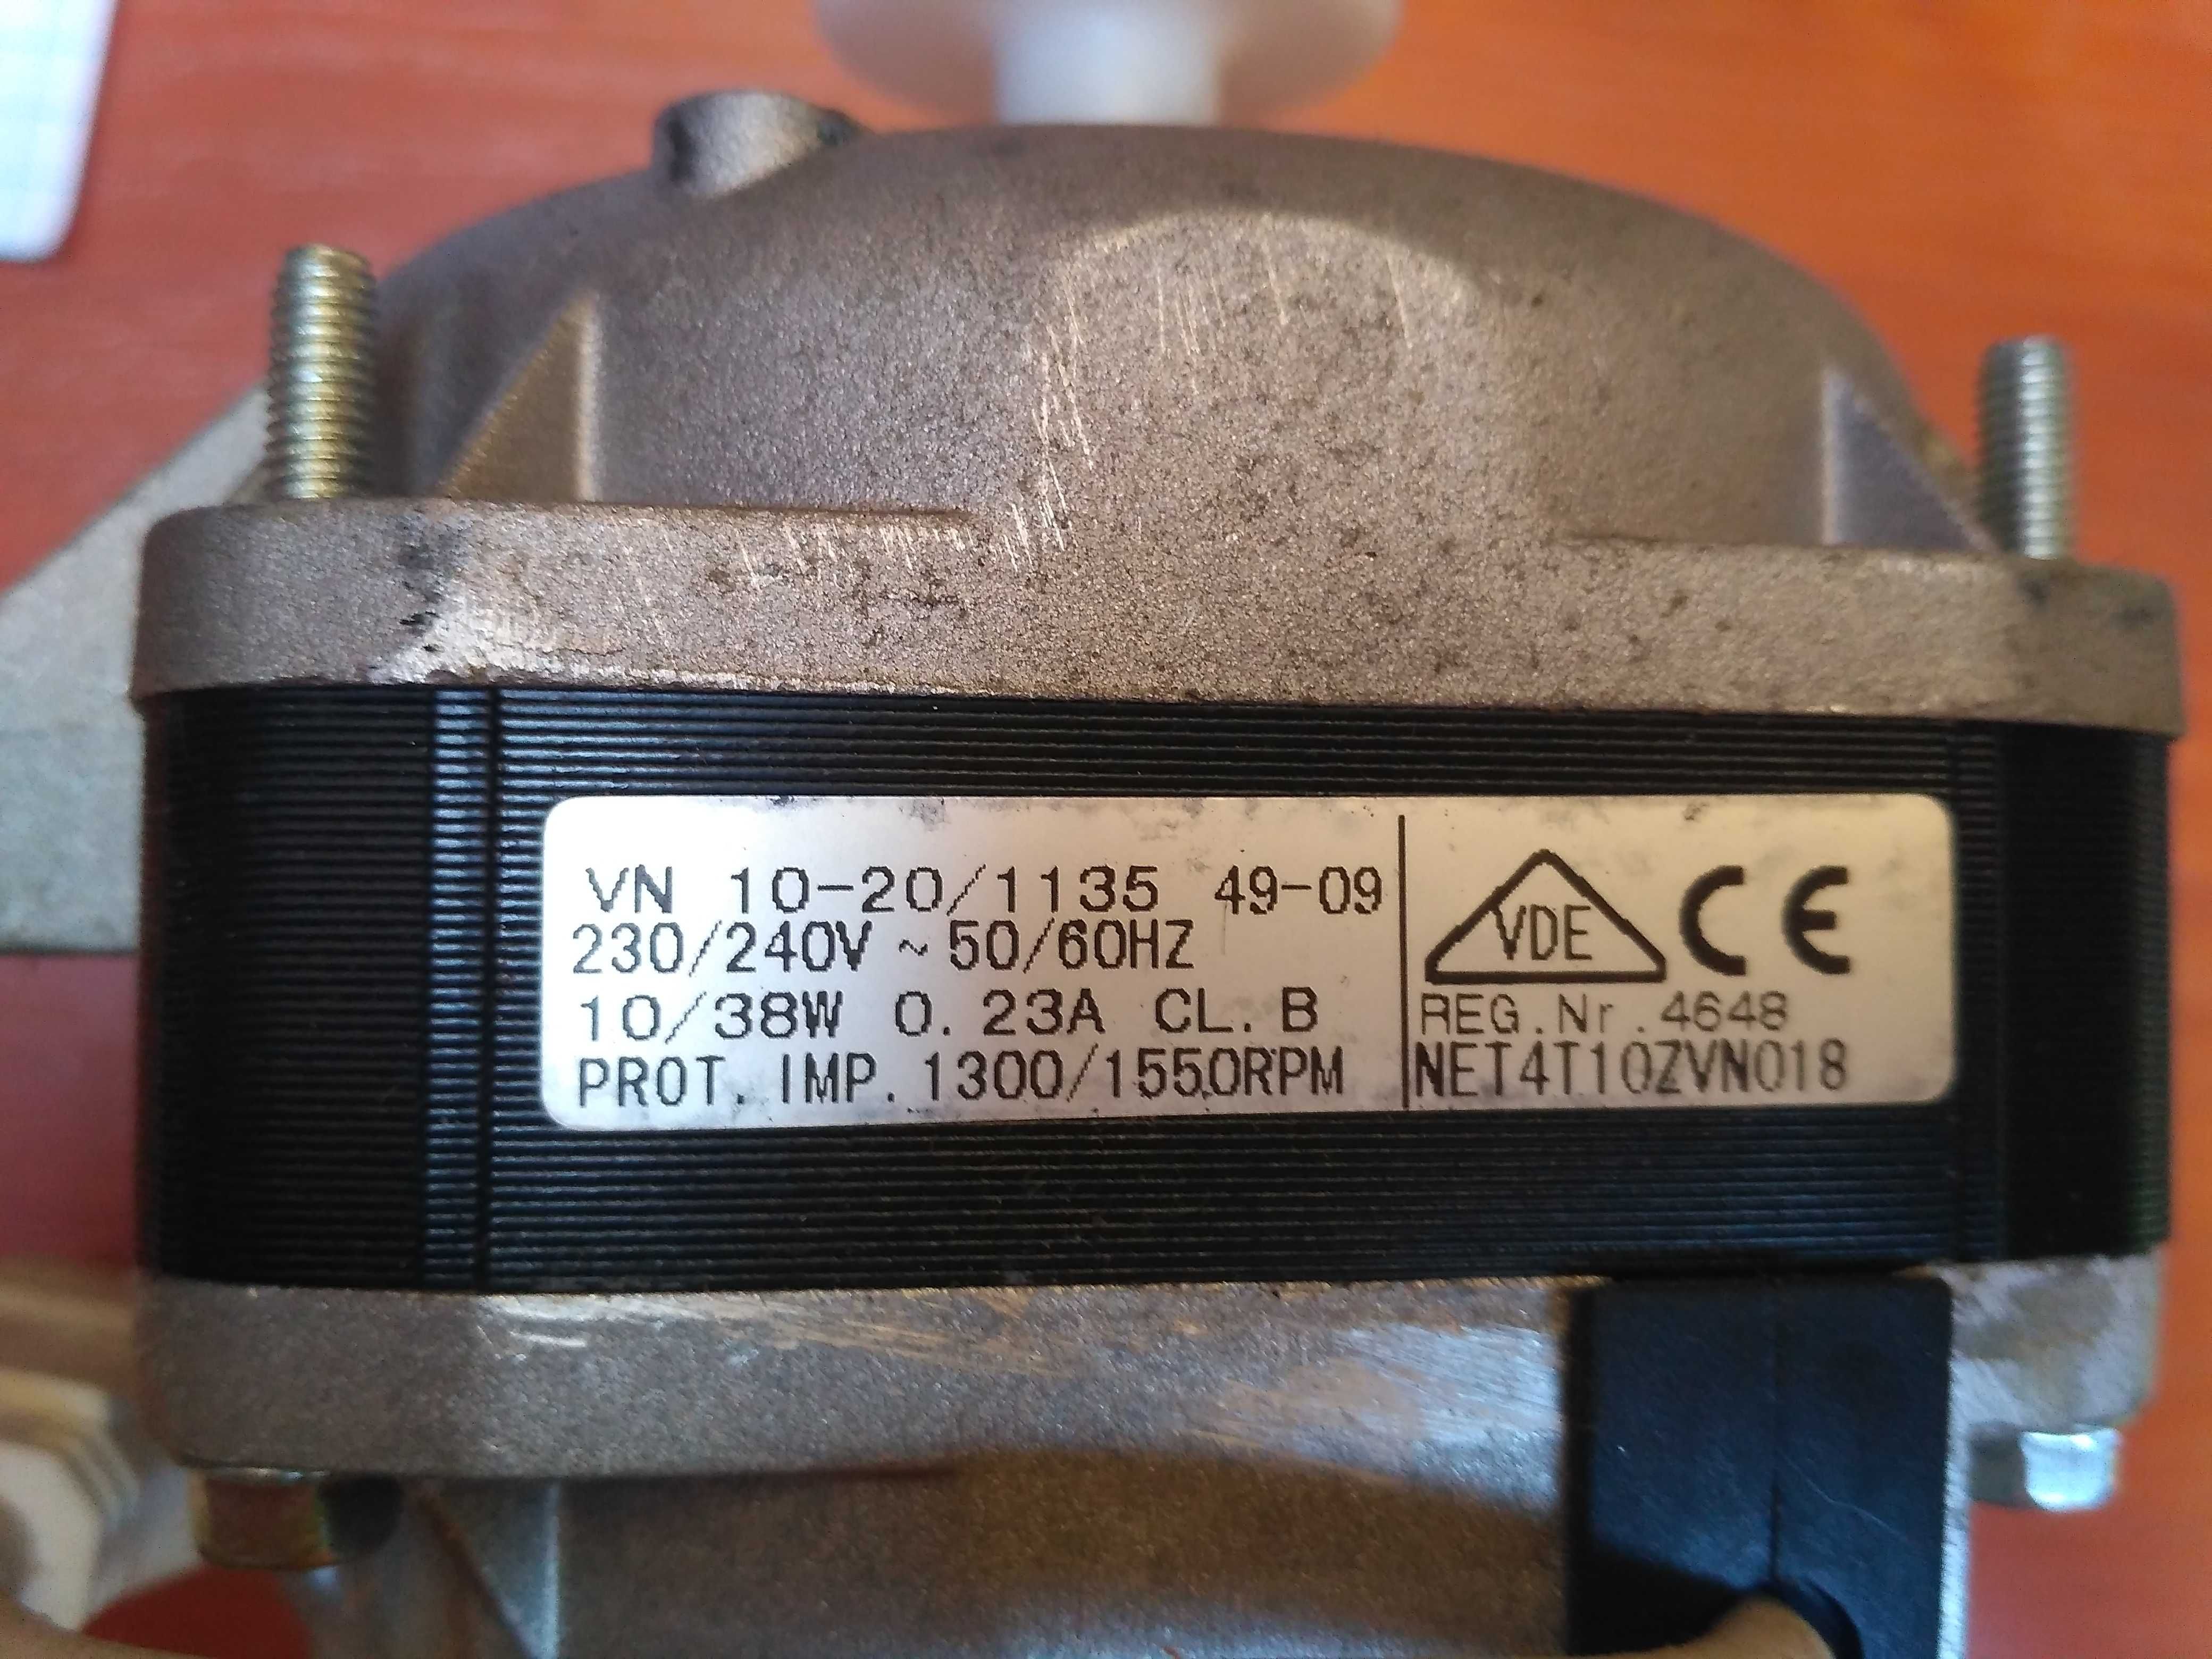 VN 10-20/1135 49-09
230/240V ~ 50/60HZ
10/38W 0.23A CL.B
PROT. IMP. 1300/1550RPM
VDE CE
REG.Nr.4648
NET4T10ZVN018